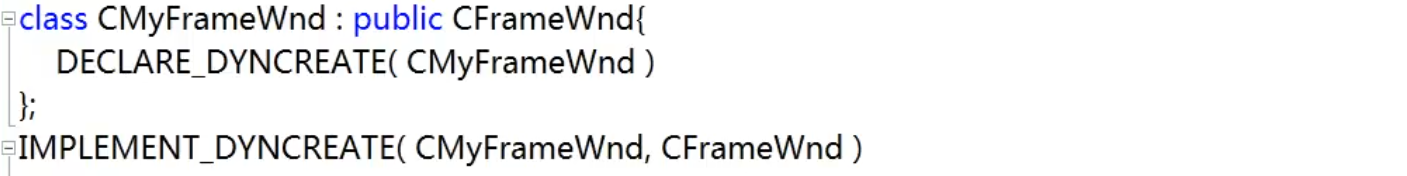 class CMyFrameWnd : public CFrameWnd{
    DECLARE_DYNCREATE( CMyFrameWnd )
};
IMPLEMENT_DYNCREATE( CMyFrameWnd, CFrameWnd )